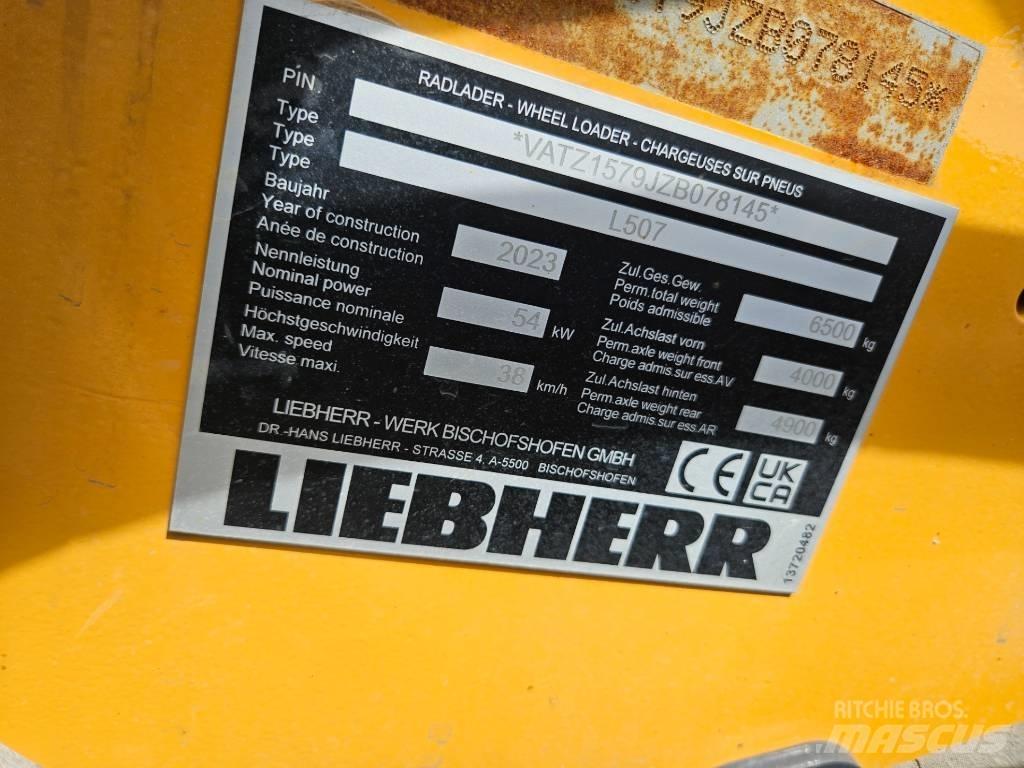 9JZB078145*
RADLADER - WHEEL LOADER - CHARGEUSES SUR PNEUS
PIN *VATZ1579JZB078145*
Type
Type
Type L507
Baujahr
Year of construction
Anée de construction 2023
Nennleistung
Nominal power
Puissance nominale 54 kW
Höchstgeschwindigkeit
Max. speed
Vitesse maxi. 38 km/h
Zul.Ges.Gew.
Perm.total weight
Poids admissible 6500 kg
Zul.Achslast vorn
Perm.axle weight front
Charge admis.sur ess.AV 4000 kg
Zul.Achslast hinten
Perm.axle weight rear
Charge admis.sur ess.AR 4900 kg
LIEBHERR - WERK BISCHOFSHOFEN GMBH
DR.-HANS LIEBHERR - STRASSE 4, A-5500 BISCHOFSHOFEN
CE
UK
CA
LIEBHERR
13720482
RITCHIE BROS.
MASCUS